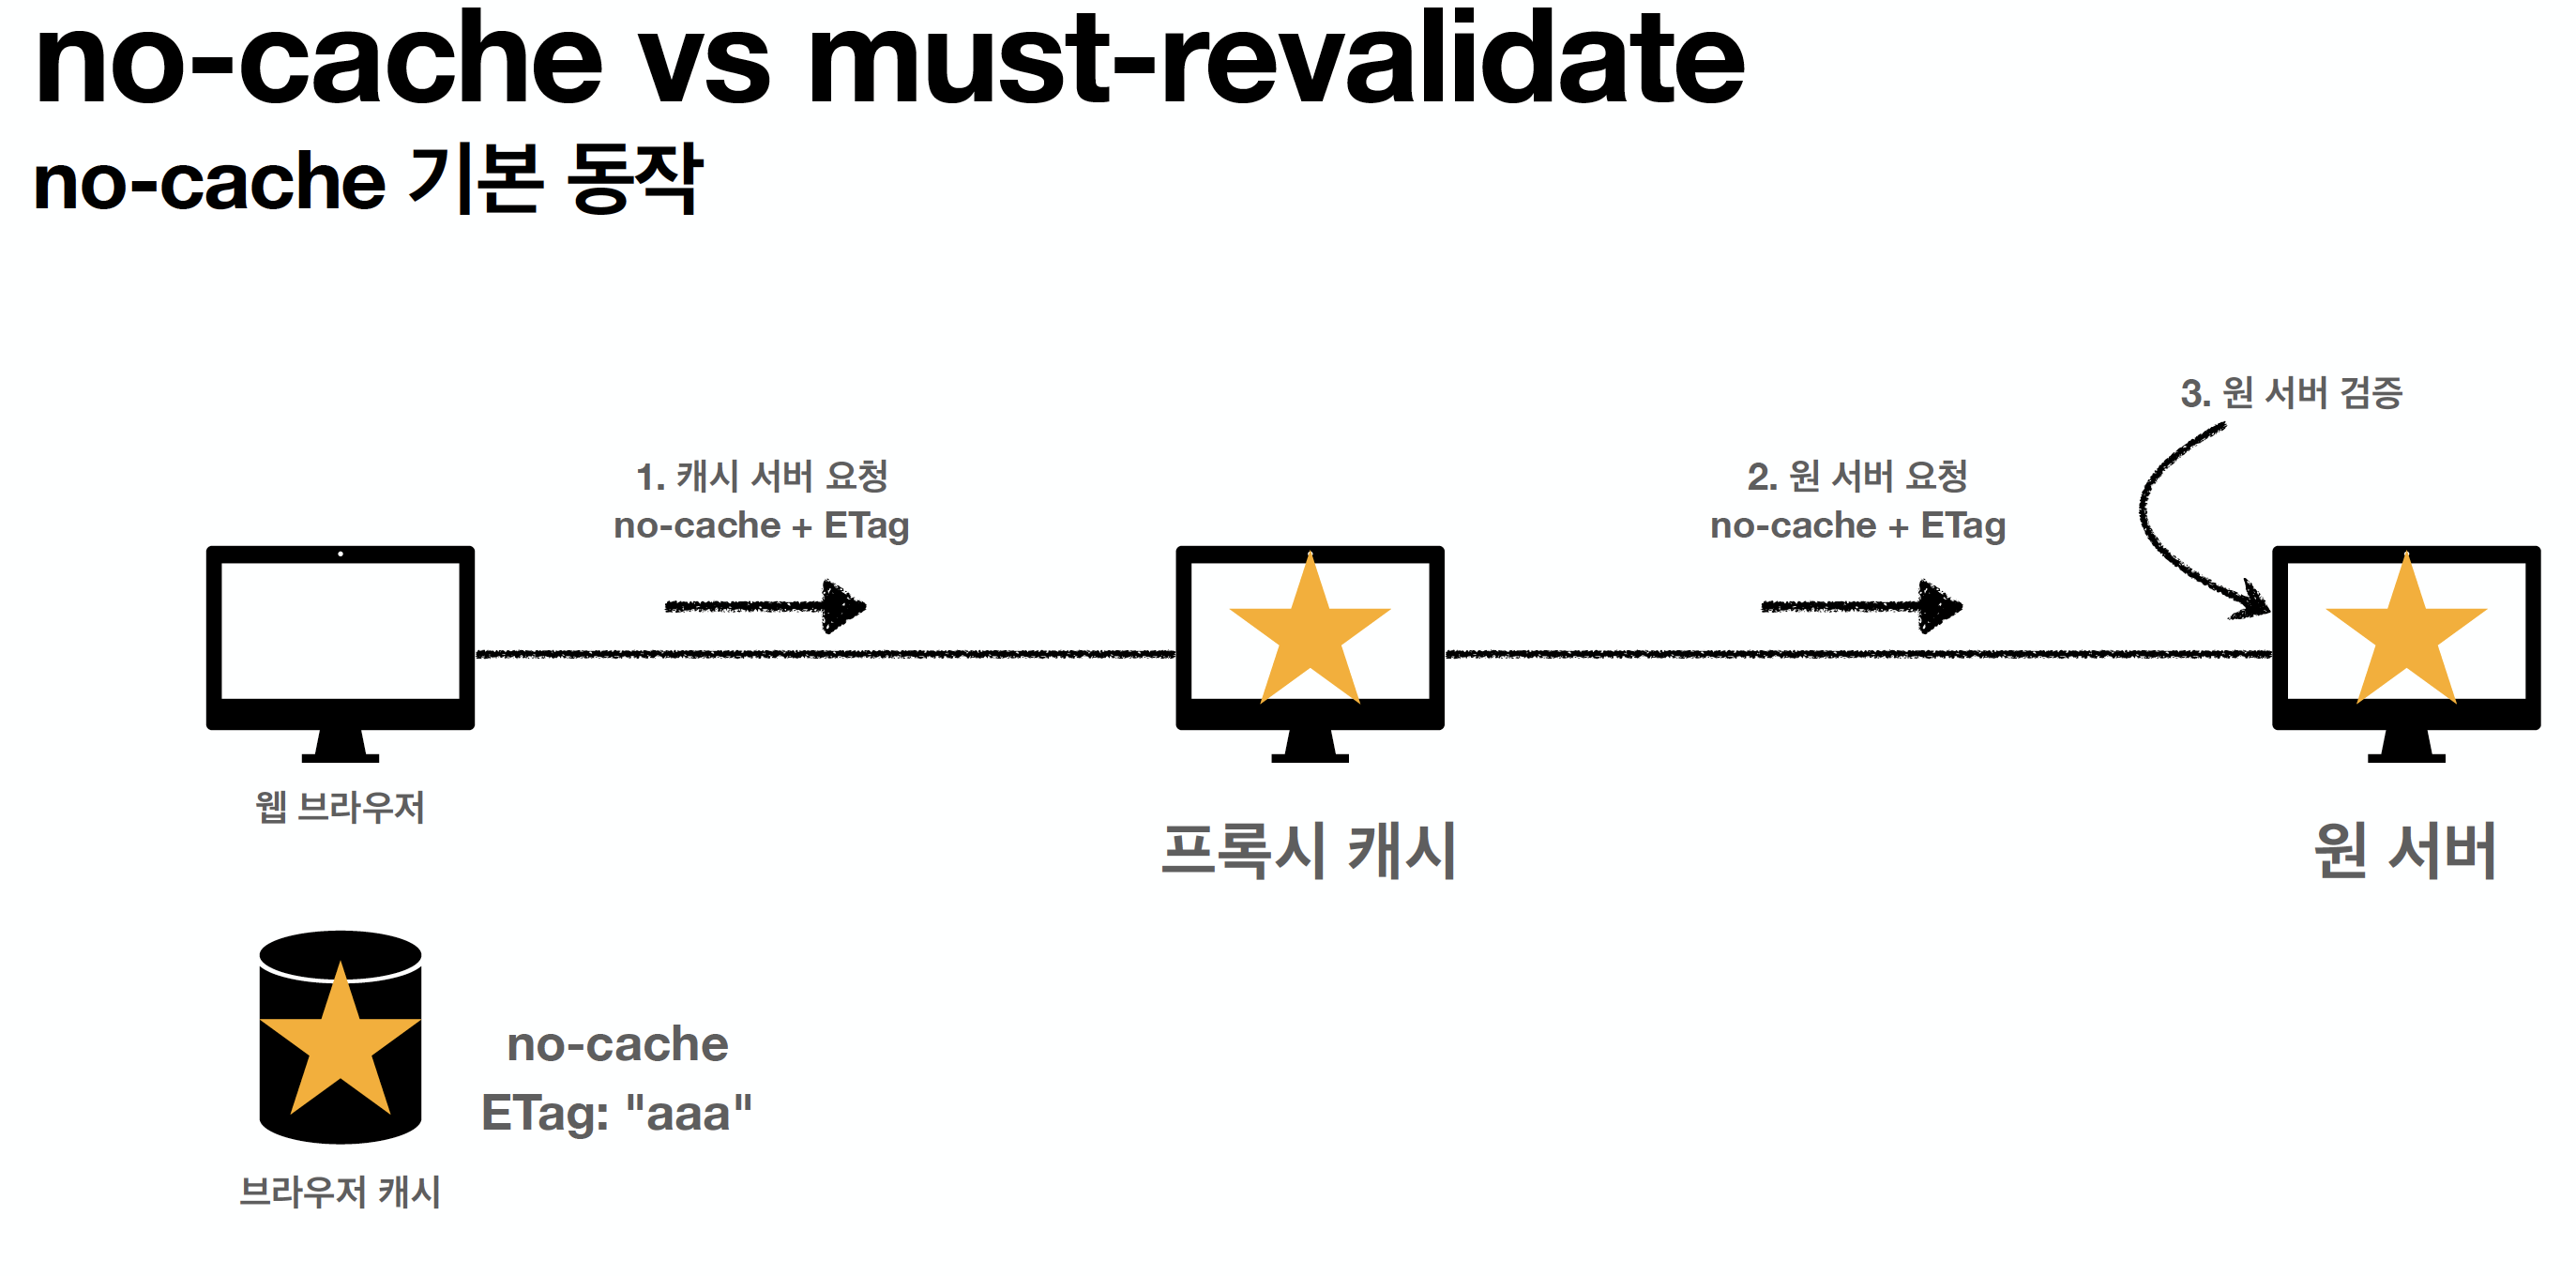 no-cache vs must-revalidate
no-cache 기본 동작
3. 원 서버 검증
1. 캐시 서버 요청
no-cache + ETag
2. 원 서버 요청
no-cache + ETag
웹 브라우저
프록시 캐시
원 서버
no-cache
ETag: "aaa"
브라우저 캐시